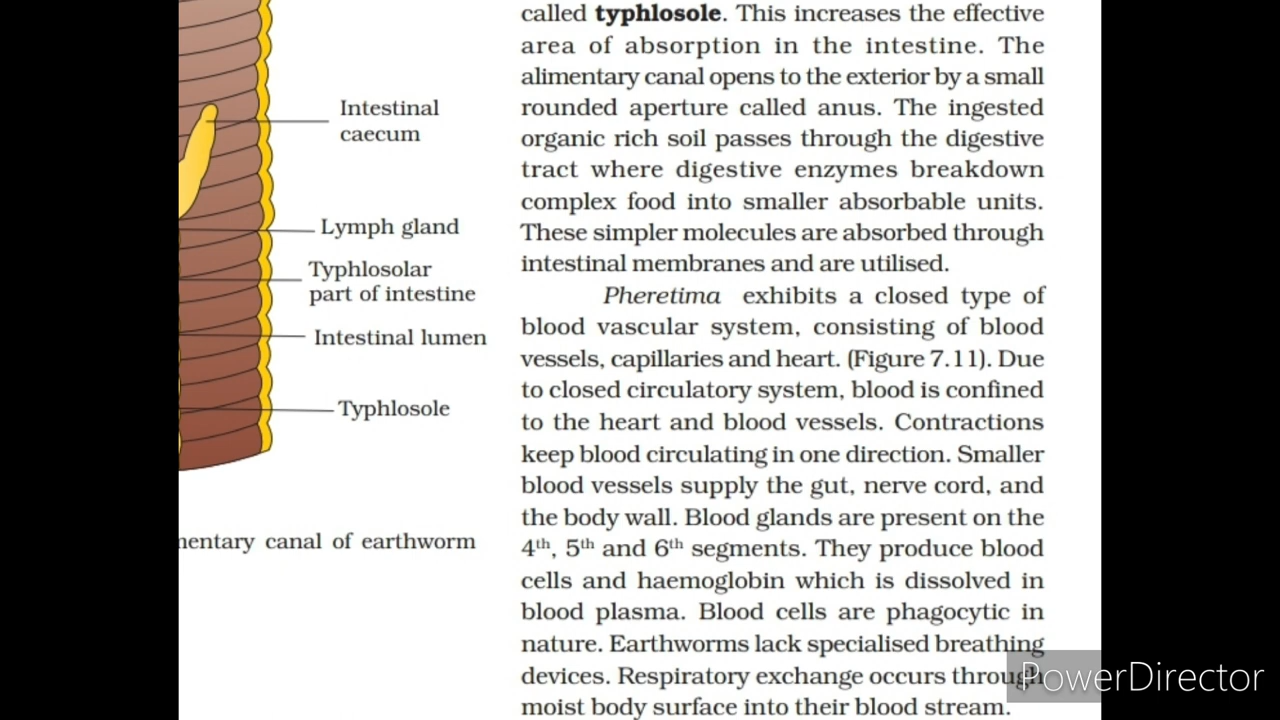 called typhlosole. This increases the effective
area of absorption in the intestine. The
alimentary canal opens to the exterior by a small
rounded aperture called anus. The ingested
organic rich soil passes through the digestive
tract where digestive enzymes breakdown
complex food into smaller absorbable units.
These simpler molecules are absorbed through
intestinal membranes and are utilised.
Pheretima exhibits a closed type of
blood vascular system, consisting of blood
vessels, capillaries and heart. (Figure 7.11). Due
to closed circulatory system, blood is confined
to the heart and blood vessels. Contractions
keep blood circulating in one direction. Smaller
blood vessels supply the gut, nerve cord, and
the body wall. Blood glands are present on the
4th, 5th and 6th segments. They produce blood
cells and haemoglobin which is dissolved in
blood plasma. Blood cells are phagocytic in
nature. Earthworms lack specialised breathing
devices. Respiratory exchange occurs through
moist body surface into their blood stream.
Intestinal
caecum
Lymph gland
Typhlosolar
part of intestine
Intestinal lumen
Typhlosole
mentary canal of earthworm
PowerDirector